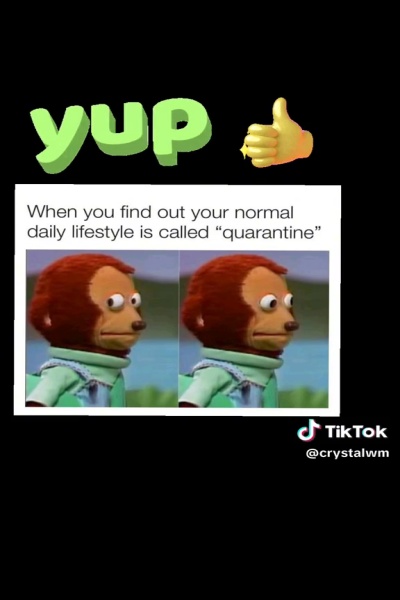 yup
When you find out your normal
daily lifestyle is called “quarantine”
TikTok
@crystalwm